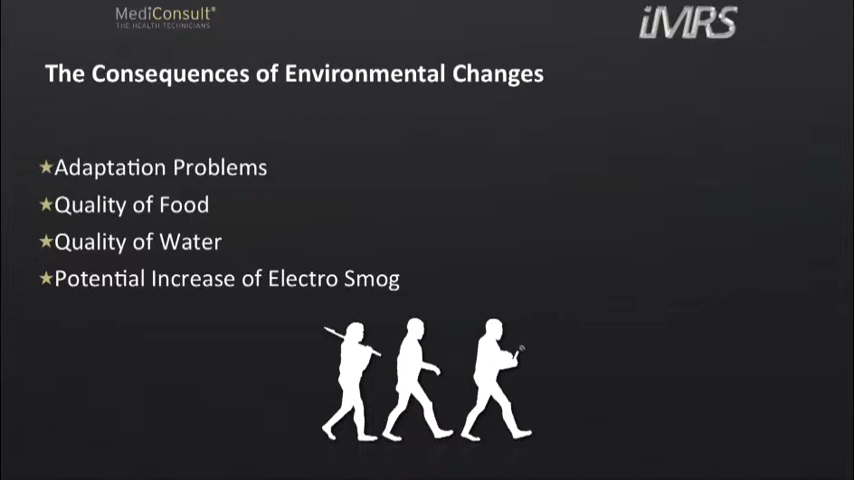 MediConsult®
THE HEALTH TECHNICIANS
iMRS
The Consequences of Environmental Changes
★Adaptation Problems
★Quality of Food
★Quality of Water
★Potential Increase of Electro Smog